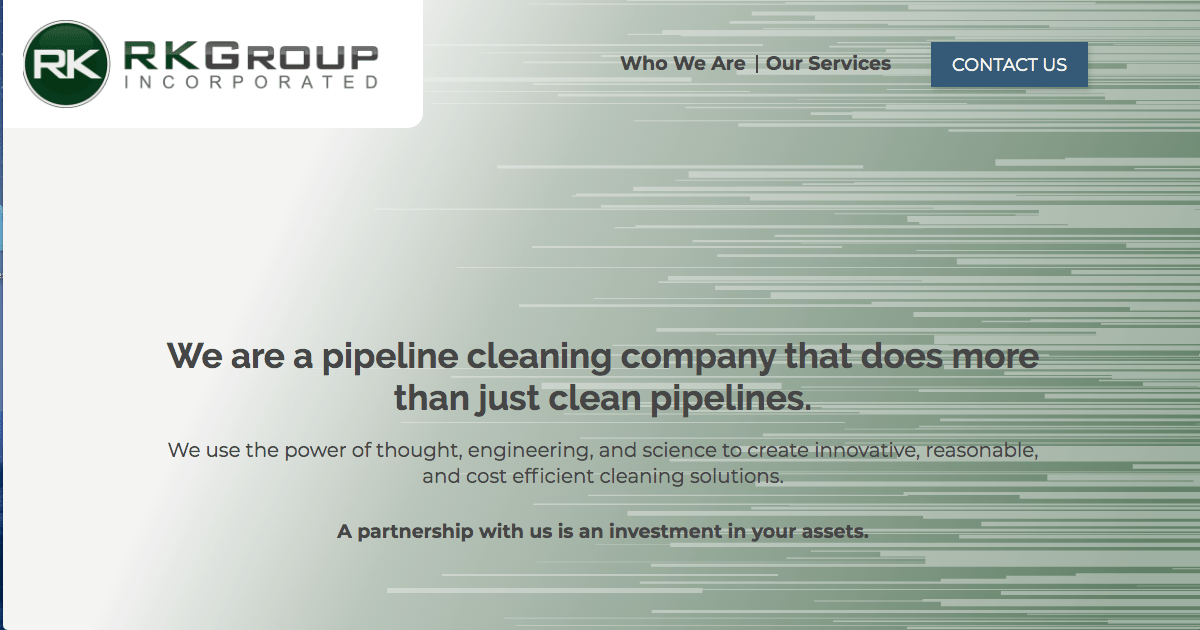 RK RKGROUP
INCORPORATED
Who We Are | Our Services
CONTACT US
We are a pipeline cleaning company that does more
than just clean pipelines.
We use the power of thought, engineering, and science to create innovative, reasonable,
and cost efficient cleaning solutions.
A partnership with us is an investment in your assets.